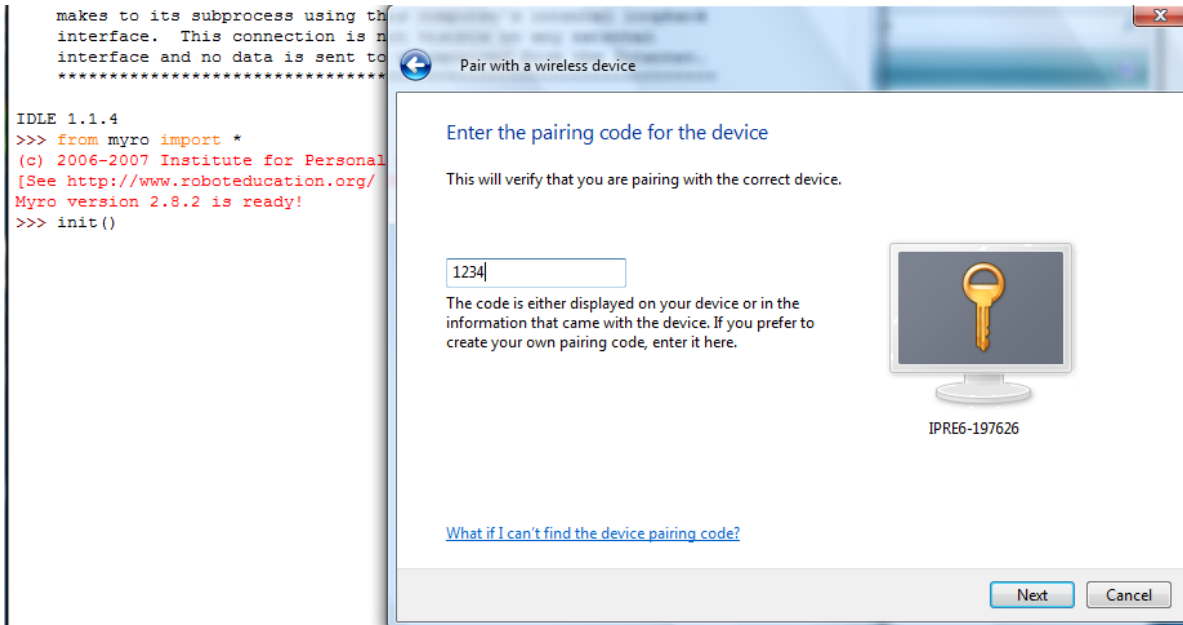 makes to its subprocess using th
interface.  This connection is n
interface and no data is sent to
*********************************
IDLE 1.1.4
>>> from myro import *
(c) 2006-2007 Institute for Personal
[See http://www.roboteducation.org/
Myro version 2.8.2 is ready!
>>> init()
X
Pair with a wireless device
Enter the pairing code for the device
This will verify that you are pairing with the correct device.
1234
The code is either displayed on your device or in the
information that came with the device. If you prefer to
create your own pairing code, enter it here.
IPRE6-197626
What if I can't find the device pairing code?
Next Cancel